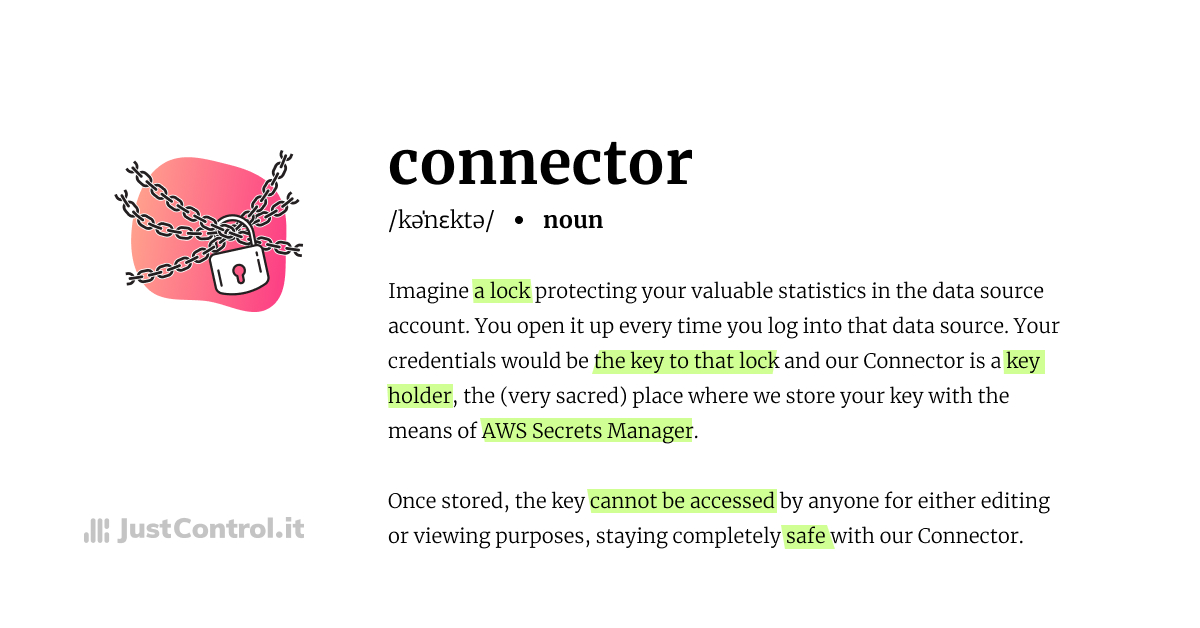 connector
/kəˈnɛktə/ • noun
Imagine a lock protecting your valuable statistics in the data source
account. You open it up every time you log into that data source. Your
credentials would be the key to that lock and our Connector is a key
holder, the (very sacred) place where we store your key with the
means of AWS Secrets Manager.
Once stored, the key cannot be accessed by anyone for either editing
or viewing purposes, staying completely safe with our Connector.
JustControl.it